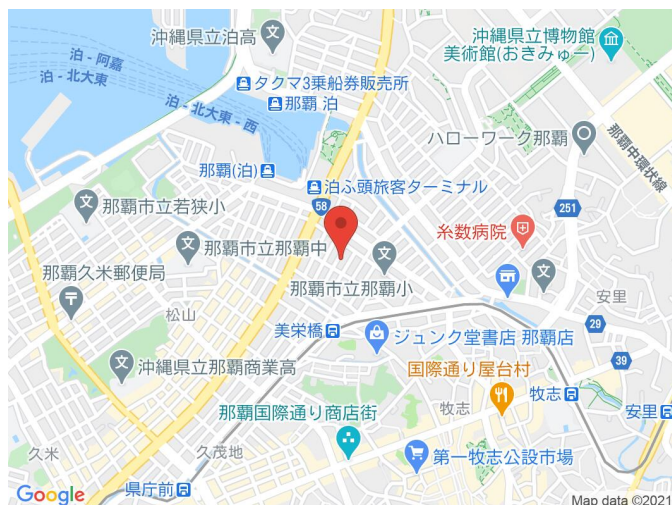 沖縄県立泊高
沖縄県立博物館
美術館(おきみゅー)
泊 - 阿嘉
泊 - 北大東
泊 - 北大東 - 西
タクマ3乗船券販売所
那覇 泊
ハローワーク那覇
那覇中環状線
那覇(泊)
泊ふ頭旅客ターミナル
58
251
那覇市立若狭小
糸数病院
那覇市立那覇中
那覇久米郵便局
那覇市立那覇小
安里
松山
美栄橋
ジュンク堂書店 那覇店
29
沖縄県立那覇商業高
国際通り屋台村
39
牧志
牧志
安里
那覇国際通り商店街
久米
久茂地
第一牧志公設市場
県庁前
Google
Map data ©2021